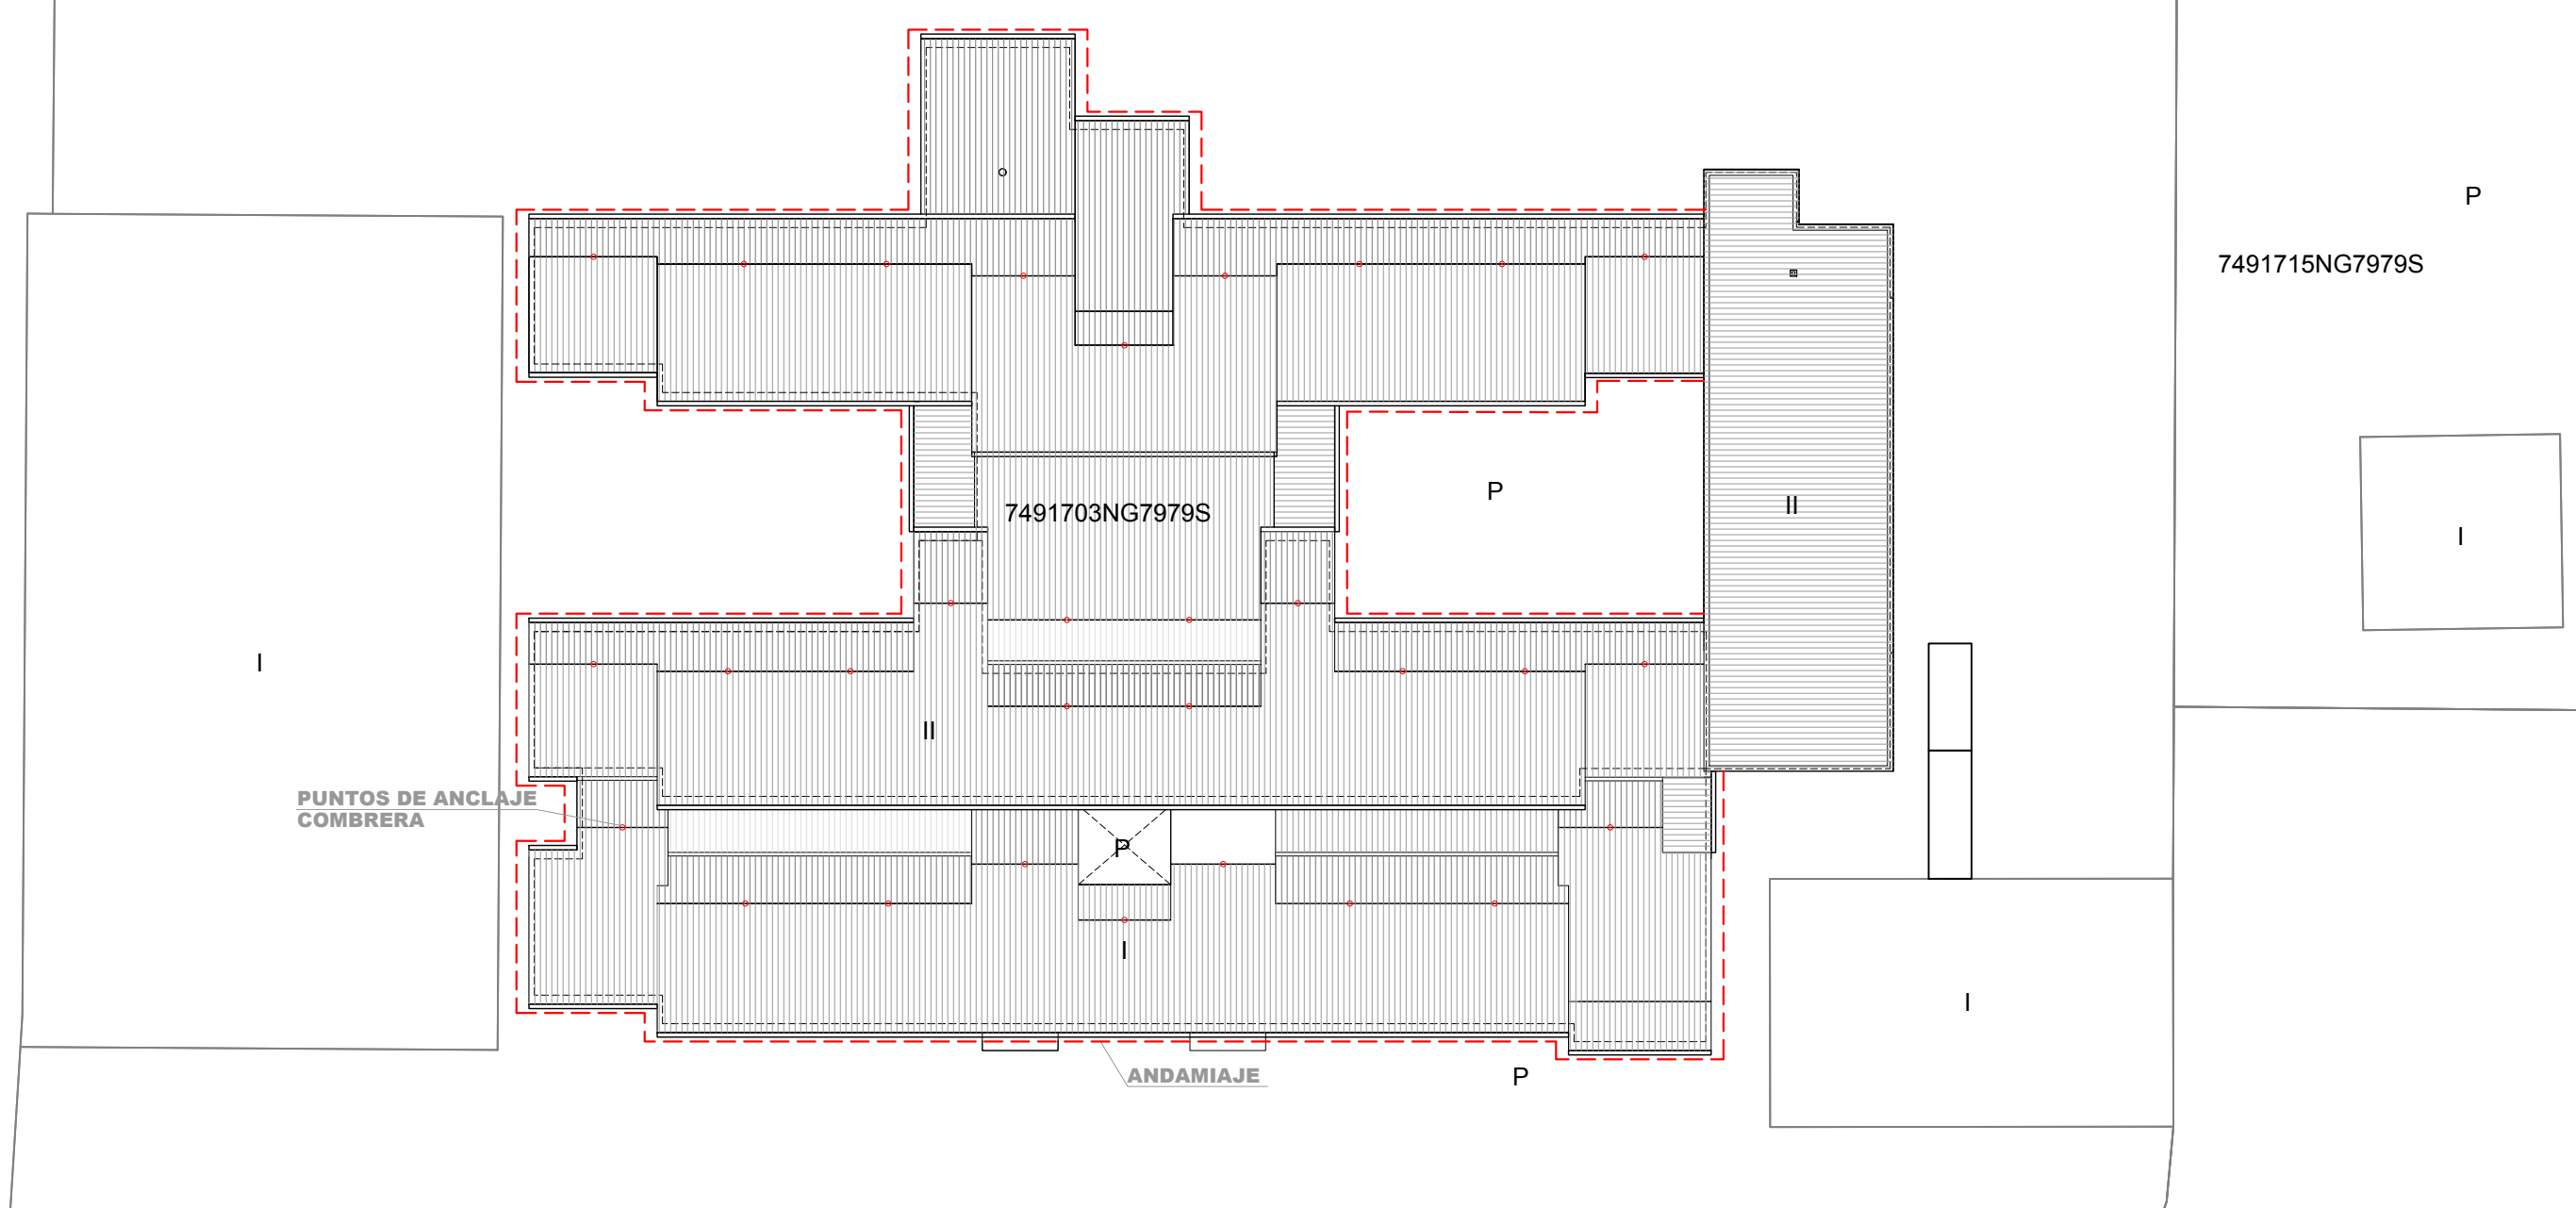 P
7491715NG7979S
P
II
7491703NG7979S
I
I
II
PUNTOS DE ANCLAJE
COMBRERA
P
I
I
ANDAMIAJE
P